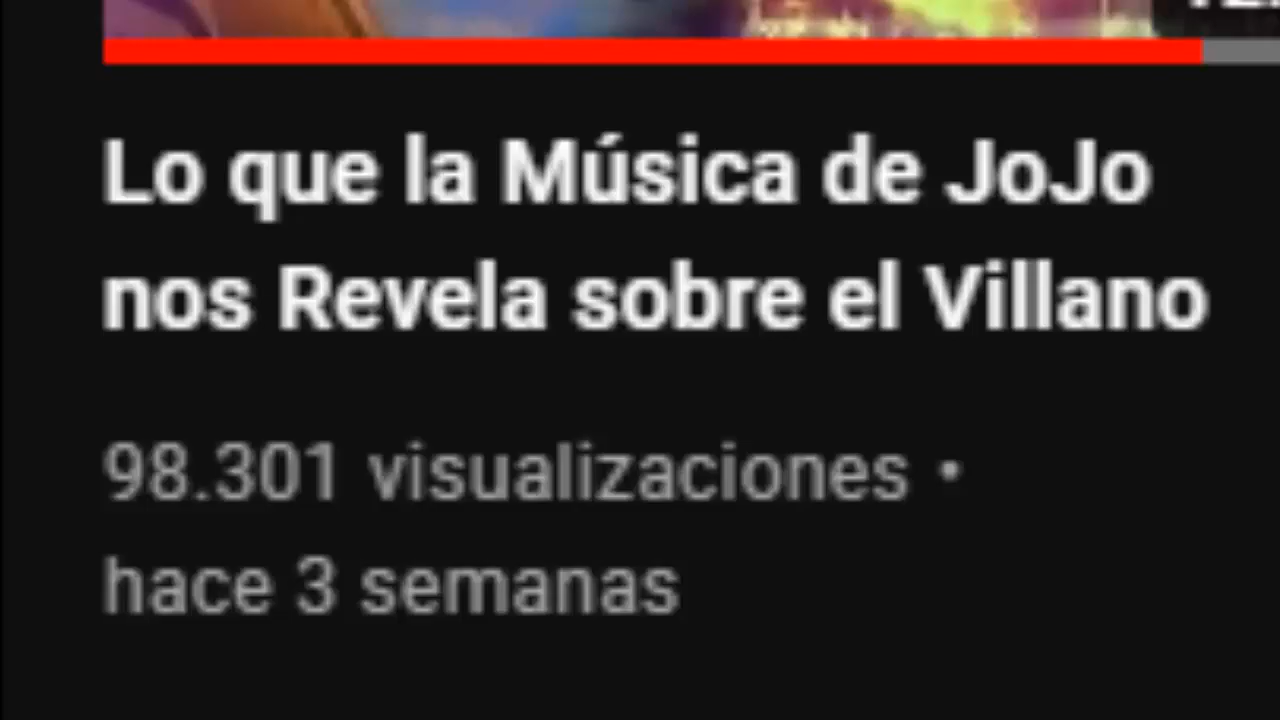 Lo que la Música de JoJo
nos Revela sobre el Villano
98.301 visualizaciones •
hace 3 semanas